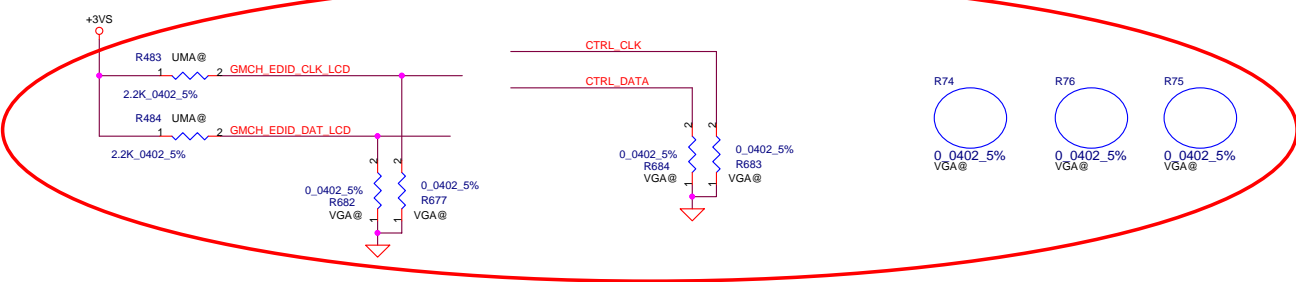 +3VS
R483 UMA@
1 2 GMCH_EDID_CLK_LCD
2.2K_0402_5%
R484 UMA@
1 2 GMCH_EDID_DAT_LCD
2.2K_0402_5%
2 2
0_0402_5% 0_0402_5%
R682 R677
VGA@ VGA@
1 1
CTRL_CLK
CTRL_DATA
2 2
0_0402_5% 0_0402_5%
R684 R683
VGA@ VGA@
1 1
R74 R76 R75
0_0402_5% 0_0402_5% 0_0402_5%
VGA@ VGA@ VGA@